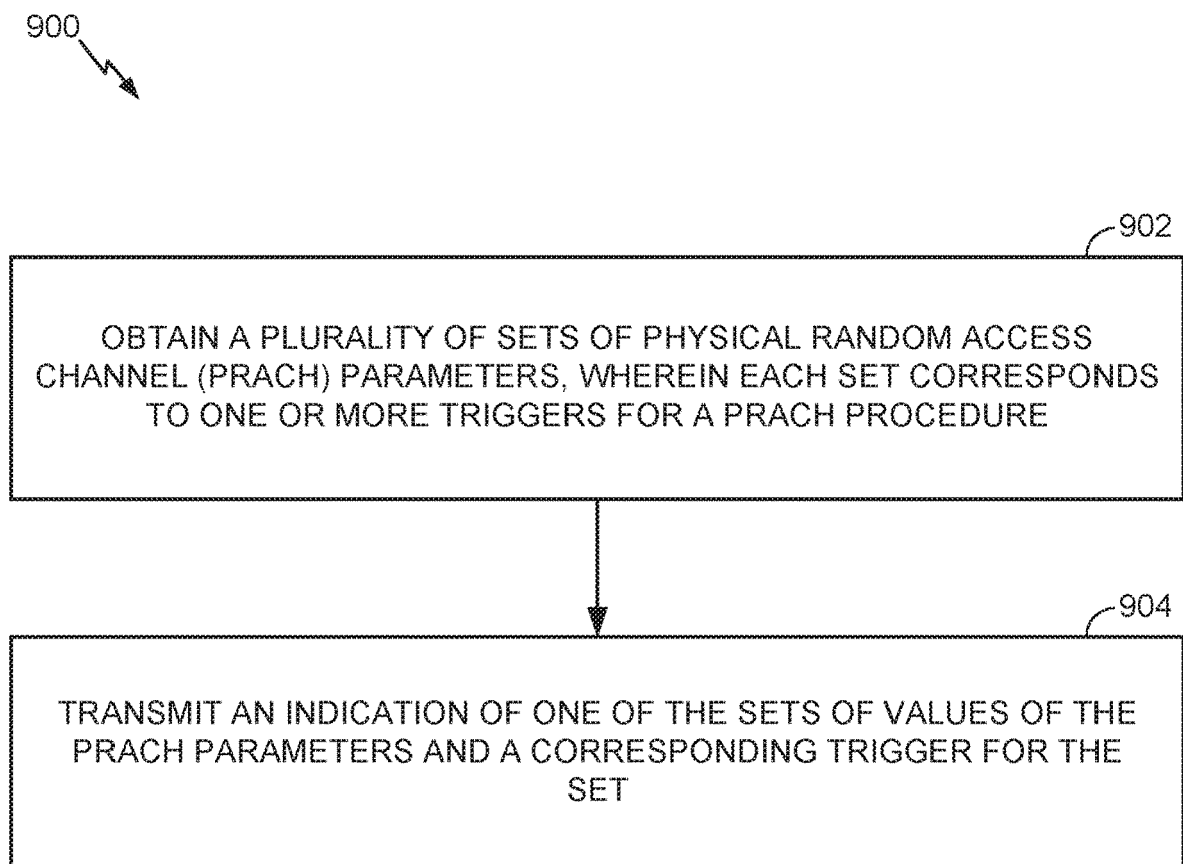 900
902
OBTAIN A PLURALITY OF SETS OF PHYSICAL RANDOM ACCESS
CHANNEL (PRACH) PARAMETERS, WHEREIN EACH SET CORRESPONDS
TO ONE OR MORE TRIGGERS FOR A PRACH PROCEDURE
904
TRANSMIT AN INDICATION OF ONE OF THE SETS OF VALUES OF THE
PRACH PARAMETERS AND A CORRESPONDING TRIGGER FOR THE
SET